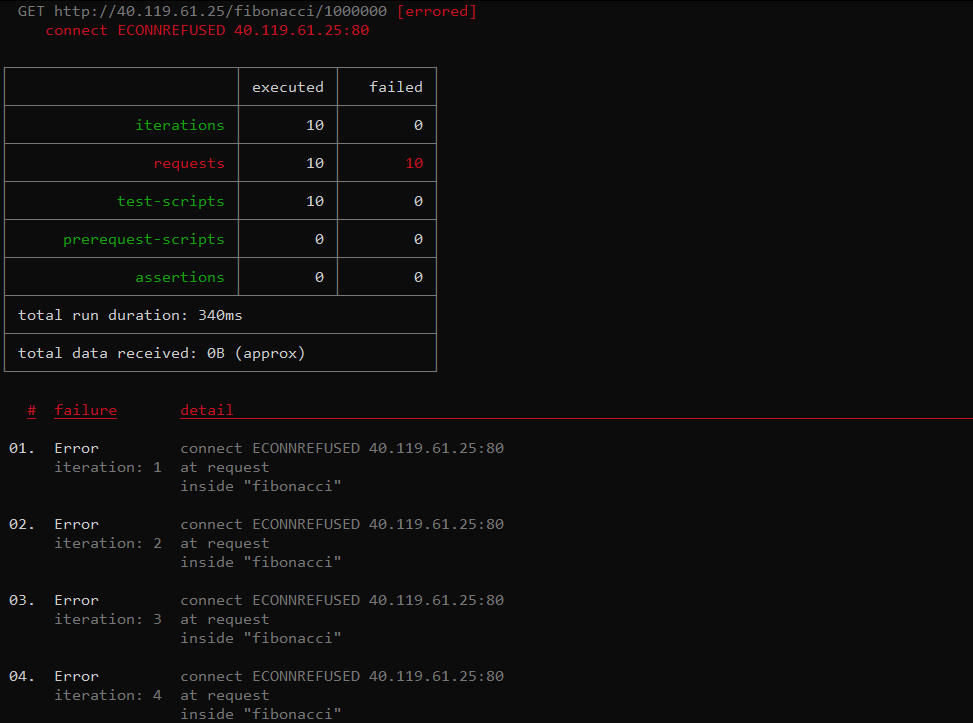 GET http://40.119.61.25/fibonacci/1000000 [errored]
connect ECONNREFUSED 40.119.61.25:80
executed failed
iterations 10 0
requests 10 10
test-scripts 10 0
prerequest-scripts 0 0
assertions 0 0
total run duration: 340ms
total data received: 0B (approx)
# failure detail
01. Error connect ECONNREFUSED 40.119.61.25:80
iteration: 1 at request
inside "fibonacci"
02. Error connect ECONNREFUSED 40.119.61.25:80
iteration: 2 at request
inside "fibonacci"
03. Error connect ECONNREFUSED 40.119.61.25:80
iteration: 3 at request
inside "fibonacci"
04. Error connect ECONNREFUSED 40.119.61.25:80
iteration: 4 at request
inside "fibonacci"